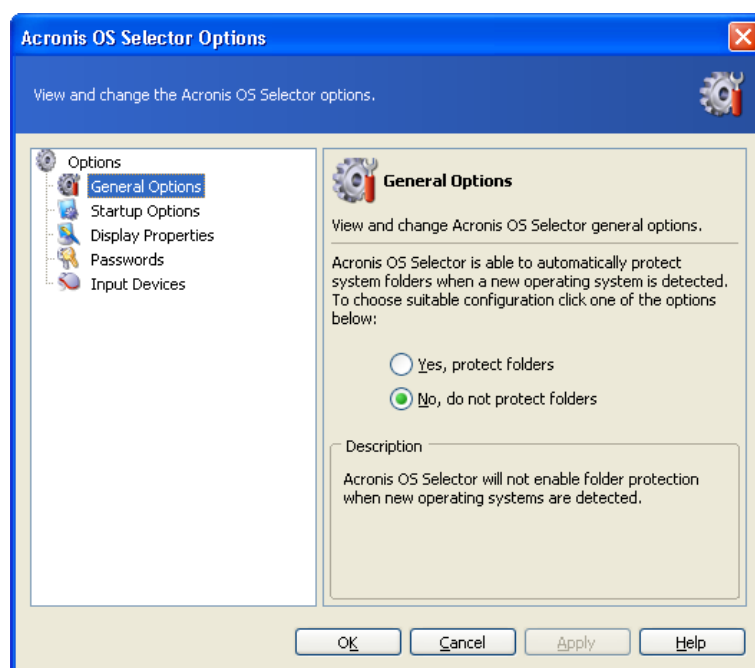 Acronis OS Selector Options
View and change the Acronis OS Selector options.
Options
General Options
Startup Options
Display Properties
Passwords
Input Devices
General Options
View and change Acronis OS Selector general options.
Acronis OS Selector is able to automatically protect
system folders when a new operating system is detected.
To choose suitable configuration click one of the options
below:
Yes, protect folders
No, do not protect folders
Description
Acronis OS Selector will not enable folder protection
when new operating systems are detected.
OK
Cancel
Apply
Help